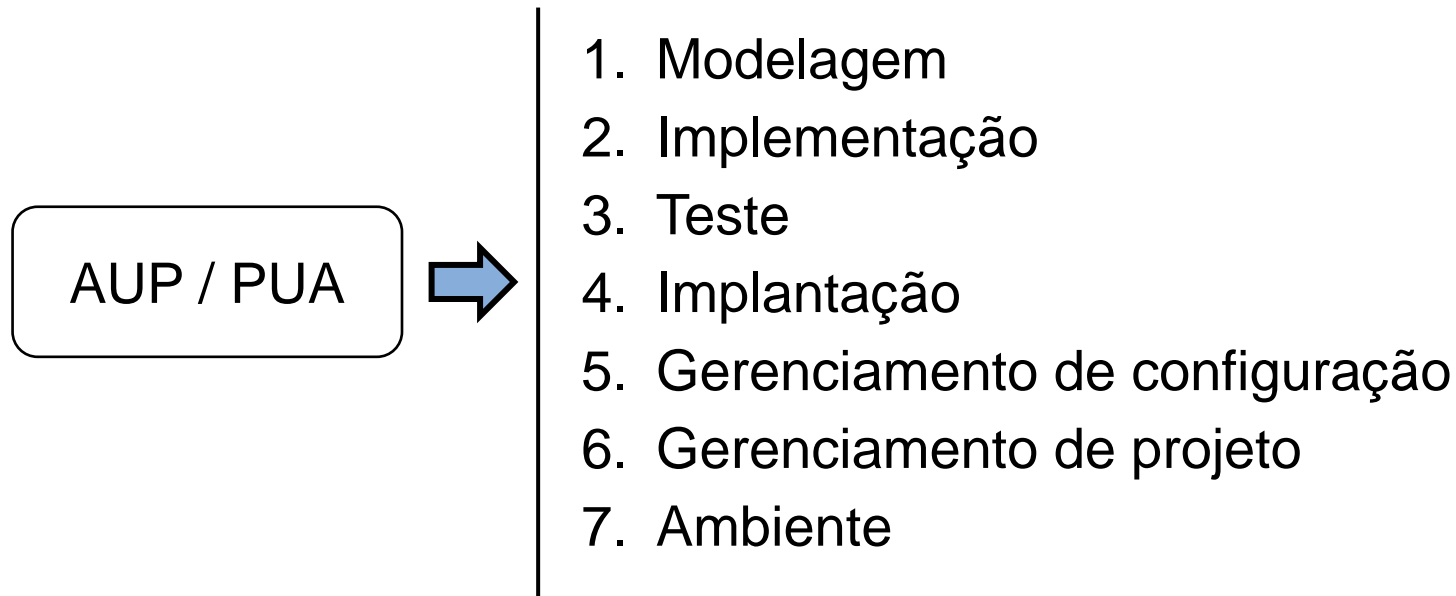 AUP / PUA
1. Modelagem
2. Implementação
3. Teste
4. Implantação
5. Gerenciamento de configuração
6. Gerenciamento de projeto
7. Ambiente